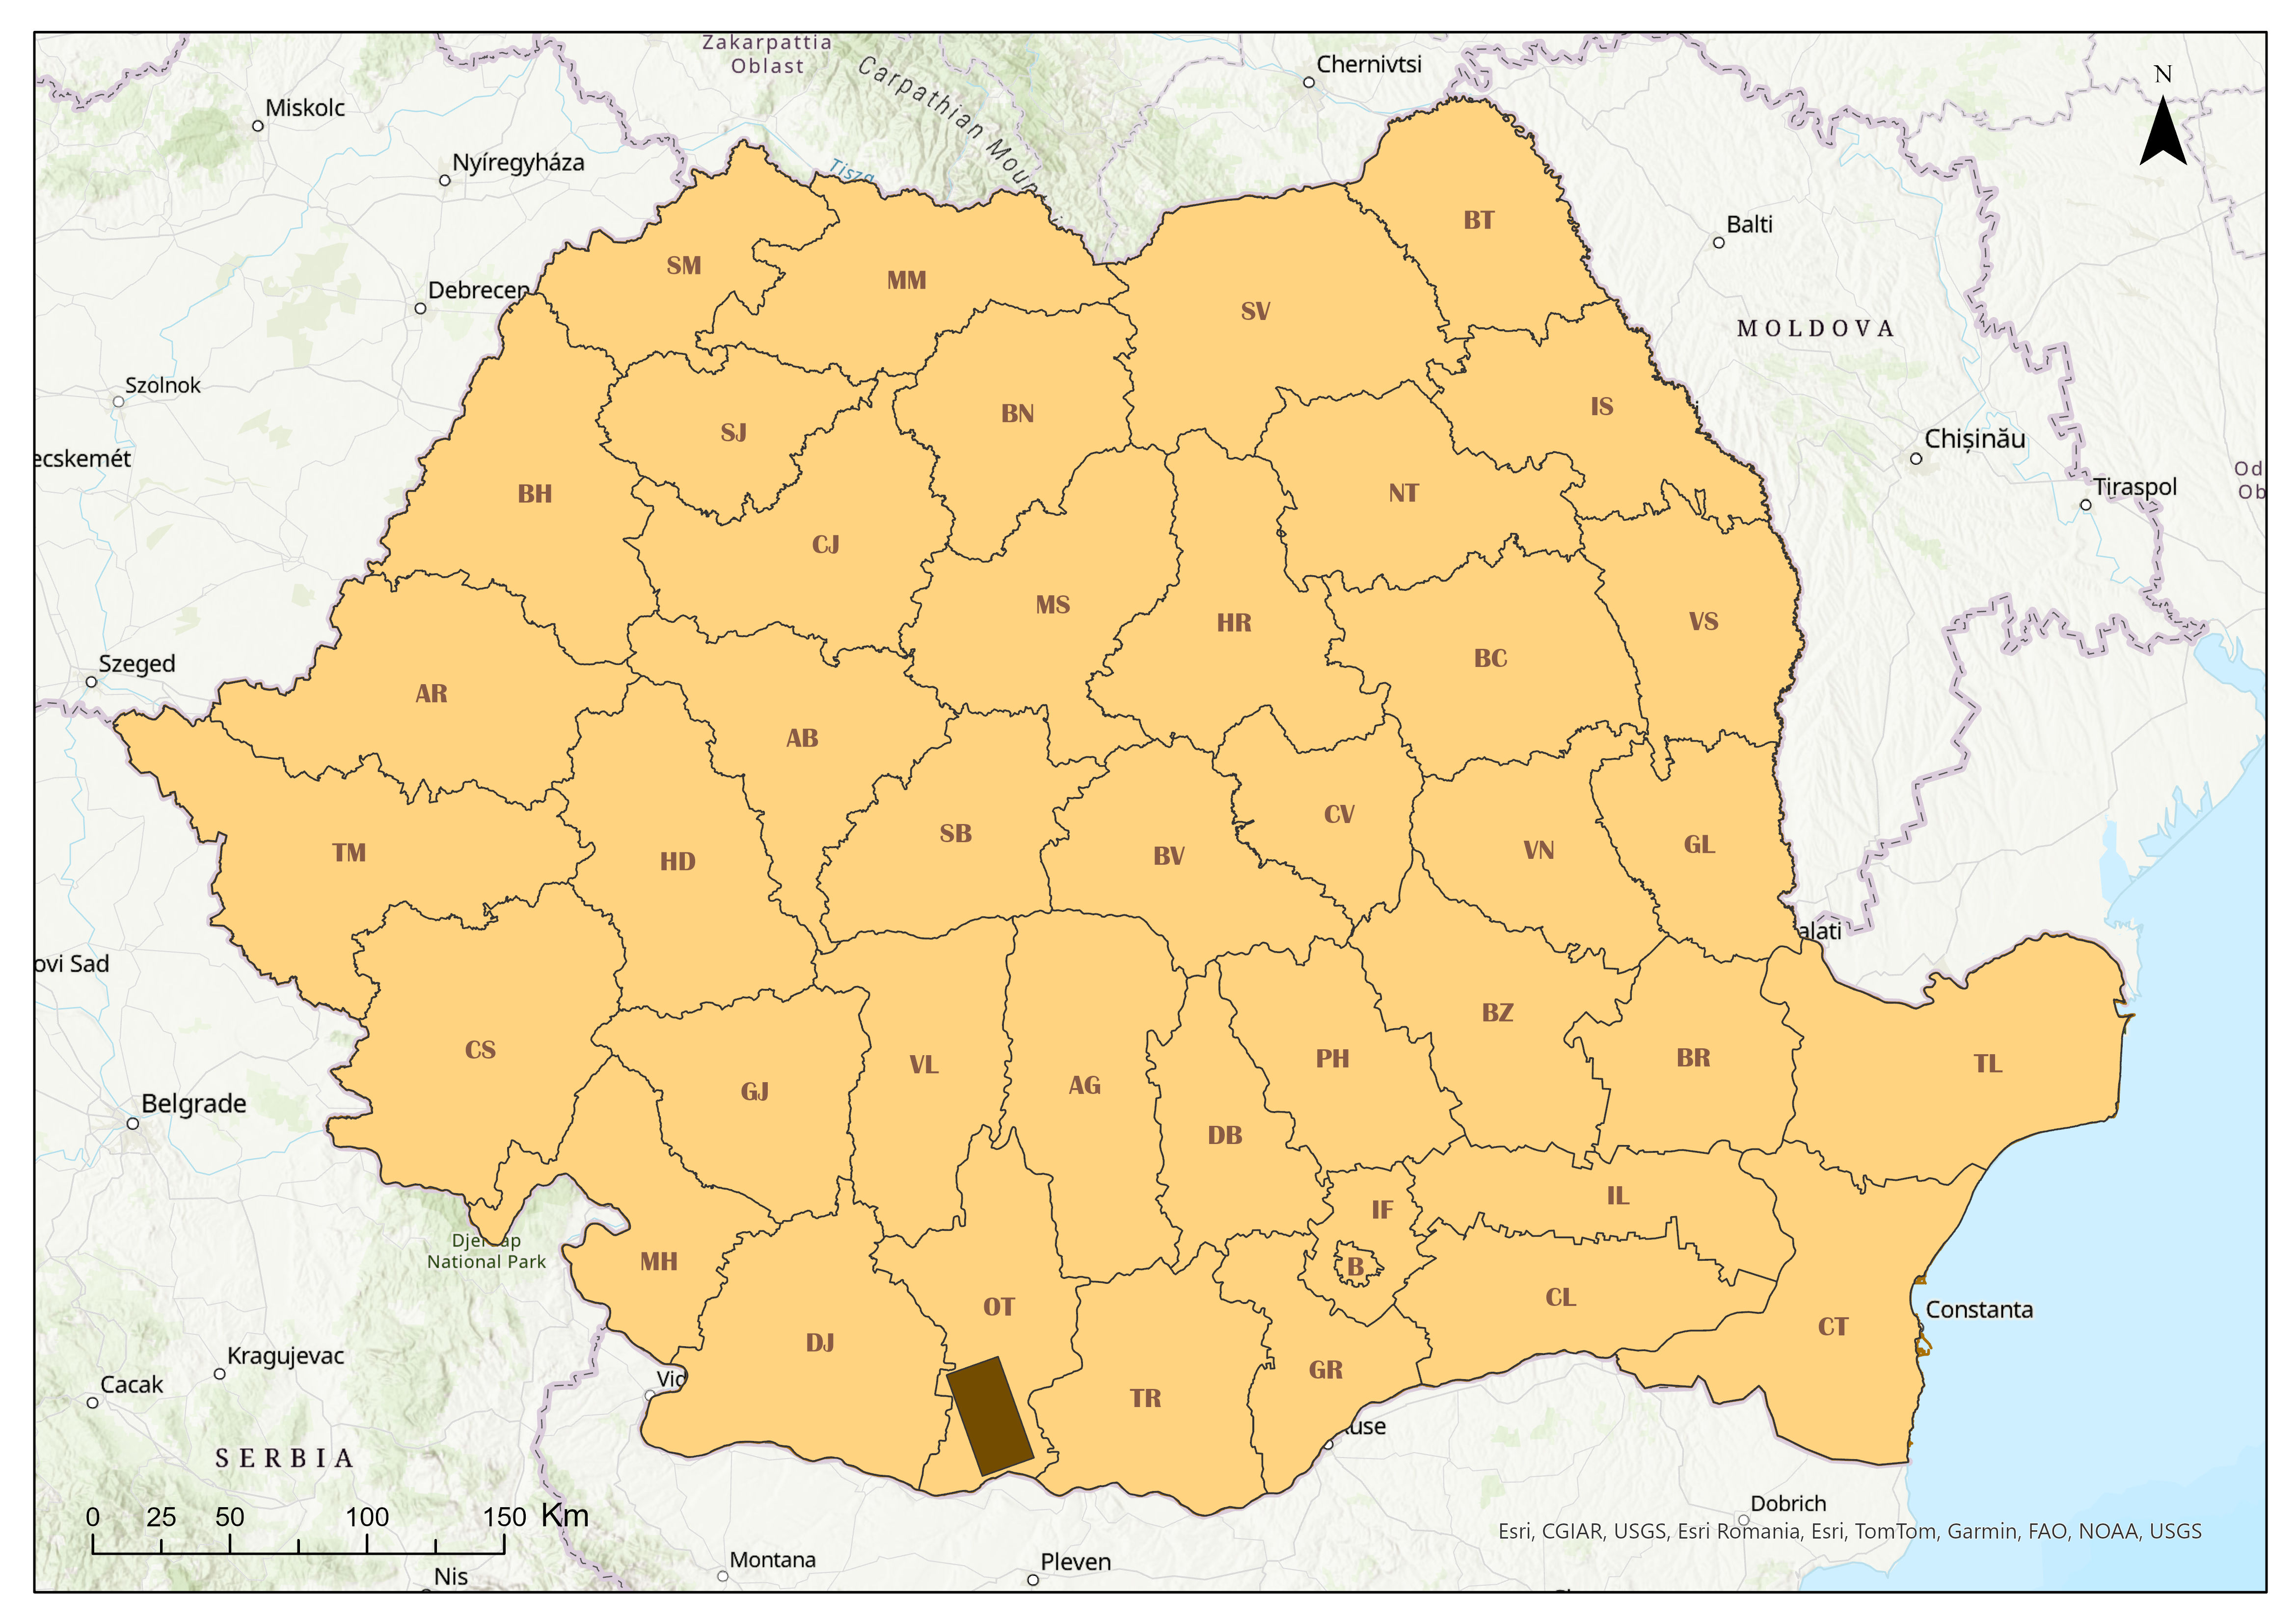 Zakarpattia
Oblast
Carpathian Moun
Chernivtsi
N
Miskolc
Nyíregyháza
Tisza
Balti
BT
SM
MM
Debrecen
SV
MOLDOVA
Szolnok
IS
BN
SJ
Chișinău
ecskemét
Od
Ob
Tiraspol
BH
NT
CJ
MS
HR
VS
BC
Szeged
AR
AB
CV
SB
GL
TM
HD
BV
VN
alati
ovi Sad
BZ
CS
PH
BR
TL
VL
AG
GJ
Belgrade
DB
IL
IF
Djerdap
National Park
MH
B
CL
OT
Constanta
CT
DJ
Kragujevac
GR
Vid
Cacak
TR
use
SERBIA
0 25 50 100 150 Km
Dobrich
Esri, CGIAR, USGS, Esri Romania, Esri, TomTom, Garmin, FAO, NOAA, USGS
Montana
Pleven
Nis